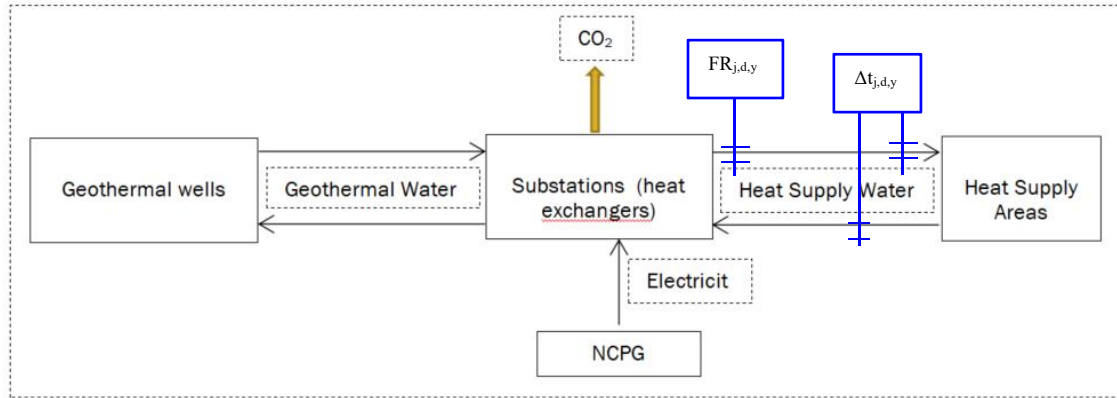 CO₂
FRj,d,y
Δtj,d,y
Geothermal wells
Geothermal Water
Substations (heat
exchangers)
Heat Supply Water
Heat Supply
Areas
Electricit
NCPG